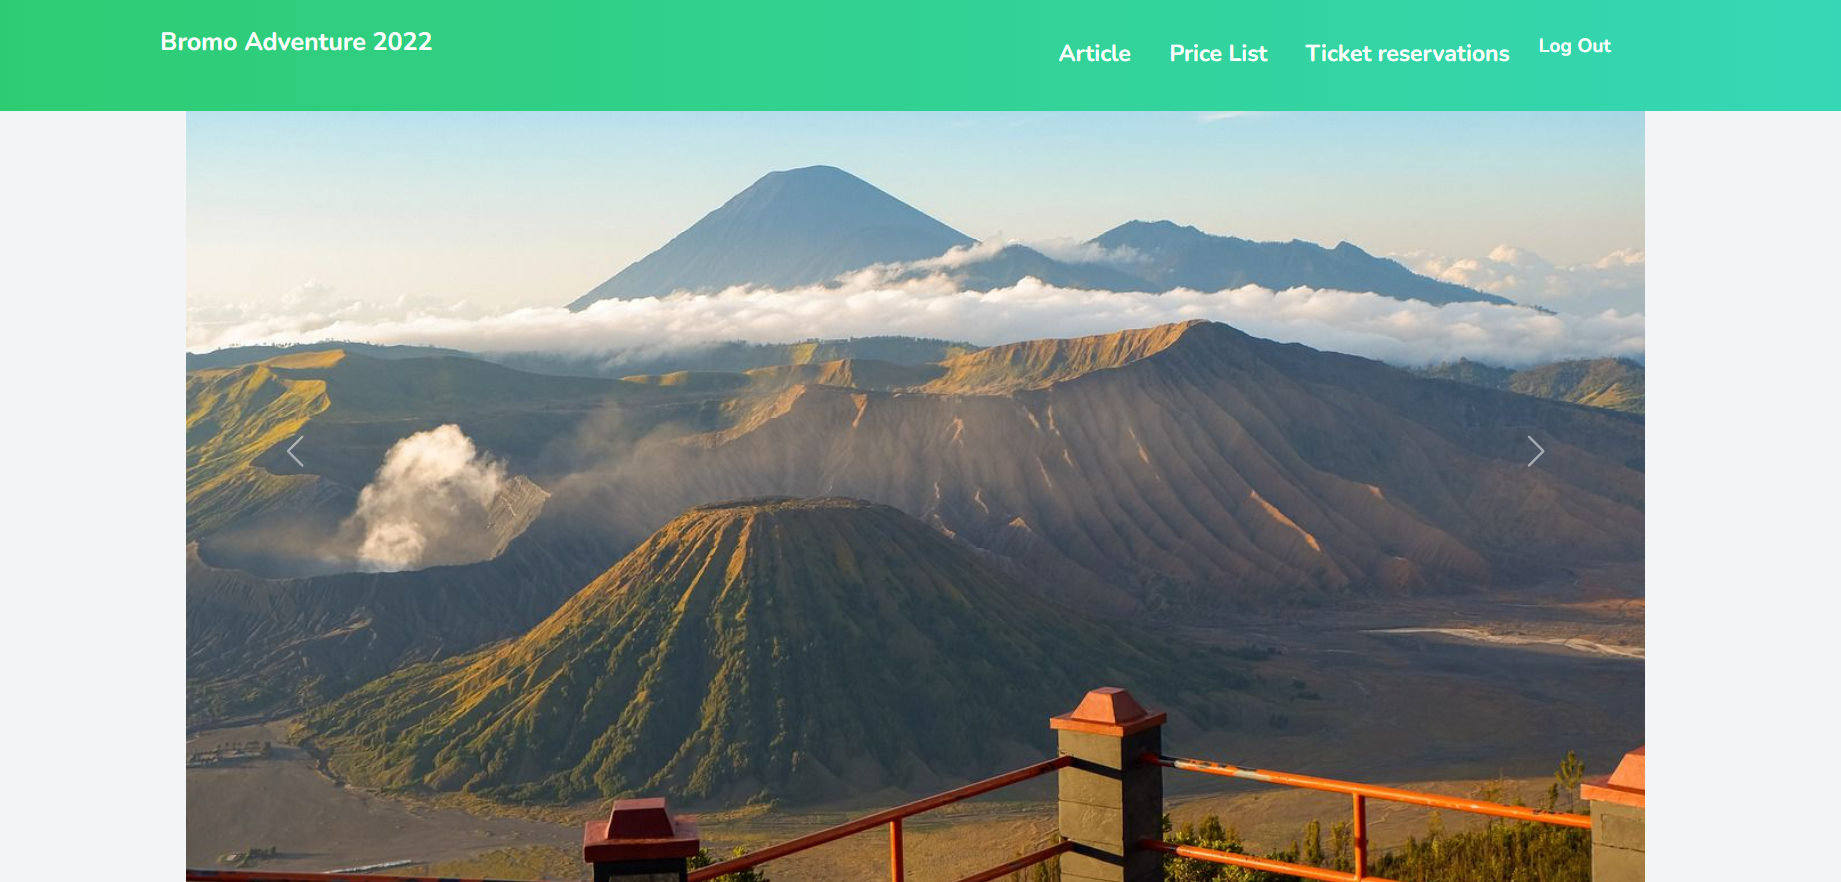 Bromo Adventure 2022
Article
Price List
Ticket reservations
Log Out